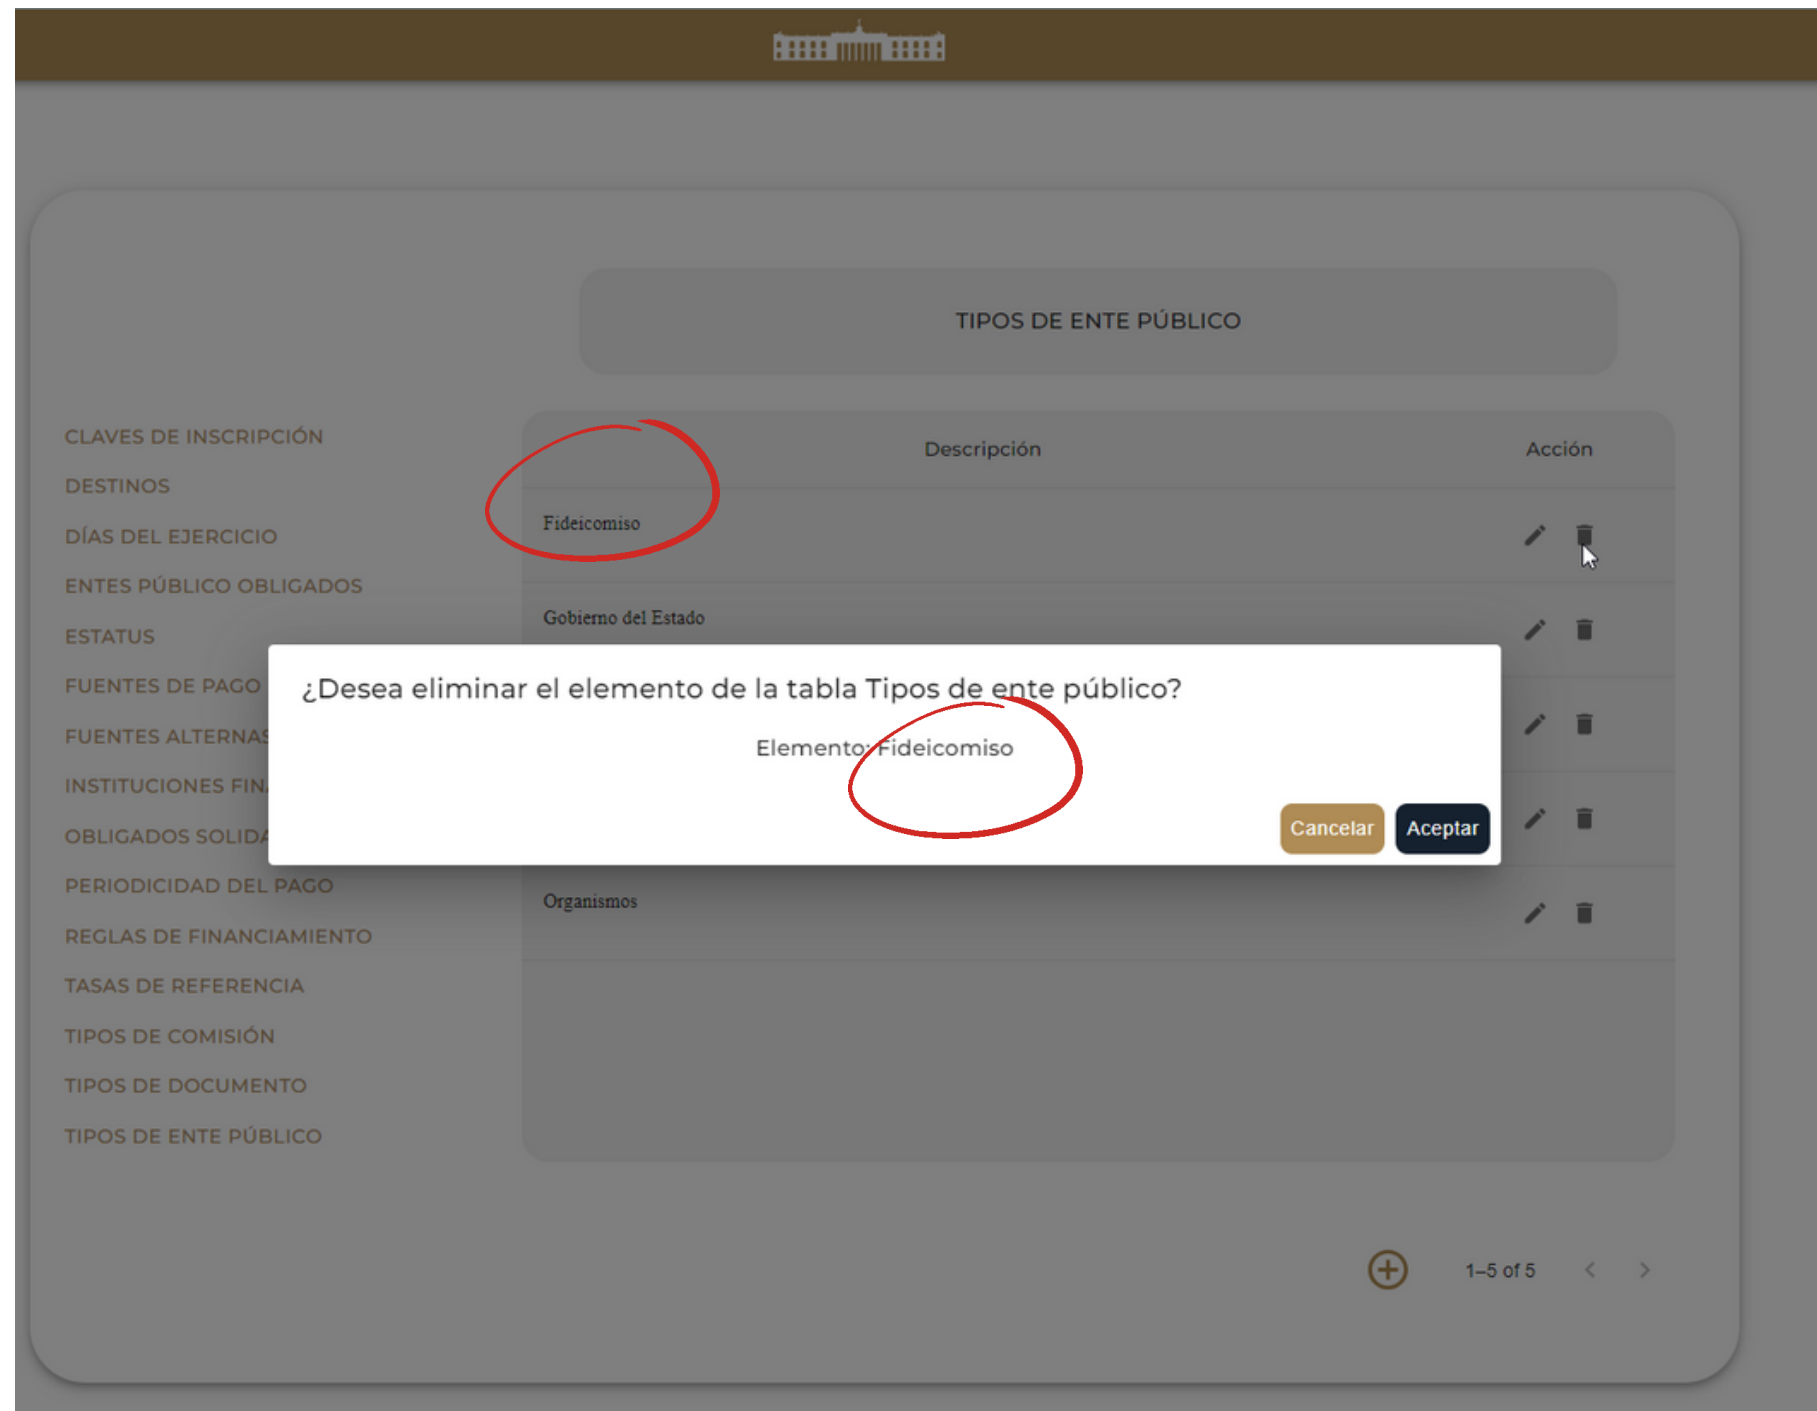 TIPOS DE ENTE PÚBLICO
CLAVES DE INSCRIPCIÓN
DESTINOS
DÍAS DEL EJERCICIO
ENTES PÚBLICO OBLIGADOS
ESTATUS
FUENTES DE PAGO
FUENTES ALTERNAS
INSTITUCIONES FIN
OBLIGADOS SOLIDA
PERIODICIDAD DEL PAGO
REGLAS DE FINANCIAMIENTO
TASAS DE REFERENCIA
TIPOS DE COMISIÓN
TIPOS DE DOCUMENTO
TIPOS DE ENTE PÚBLICO
Descripción Acción
Fideicomiso
Gobierno del Estado
¿Desea eliminar el elemento de la tabla Tipos de ente público?
Elemento: Fideicomiso
Cancelar Aceptar
Organismos
1–5 of 5